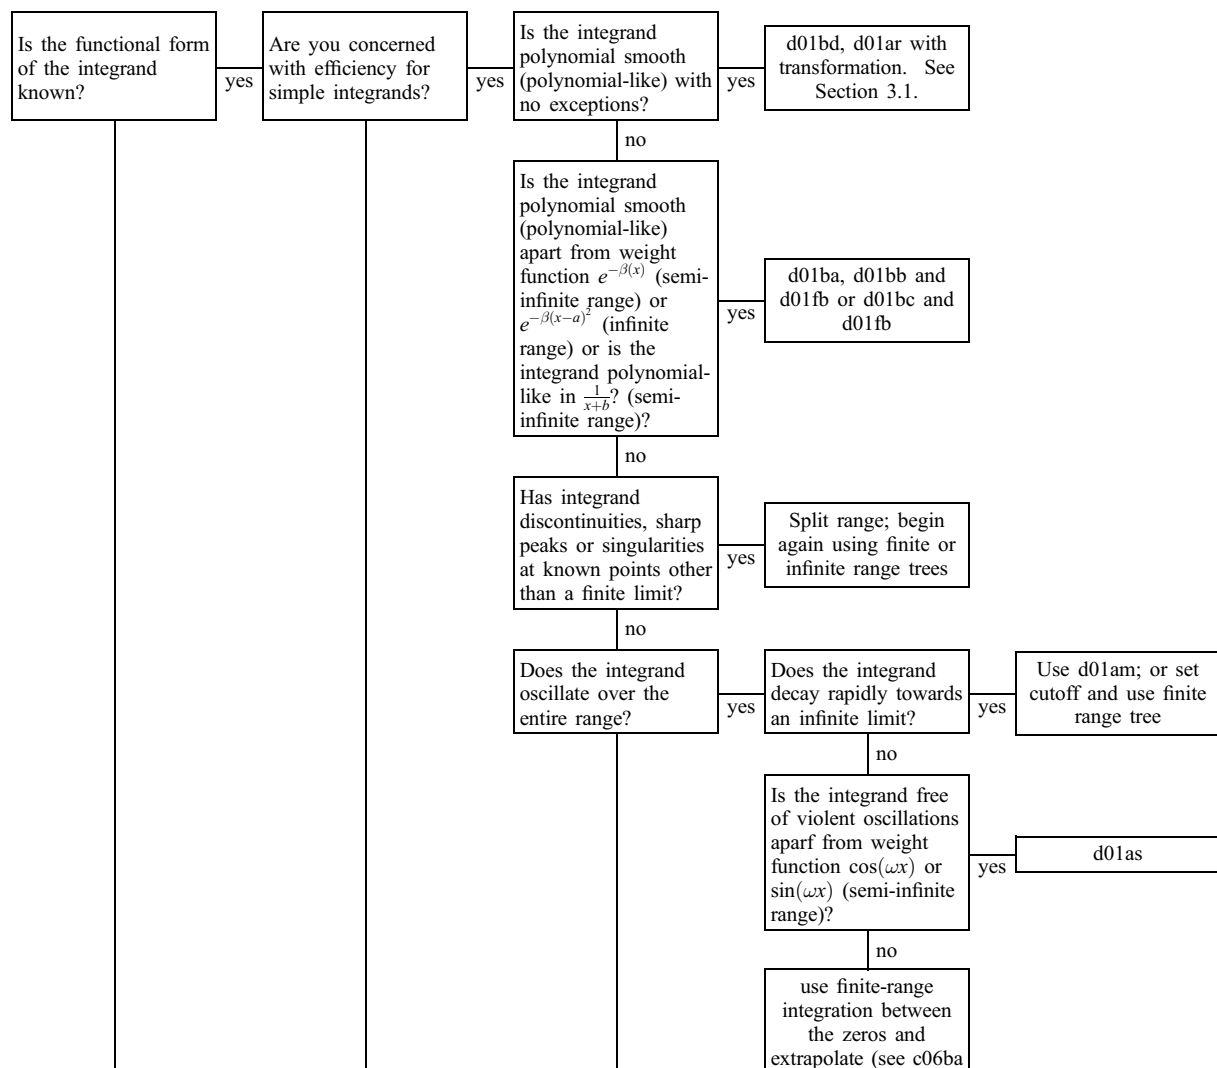 Is the functional form
of the integrand
known?
yes
Are you concerned
with efficiency for
simple integrands?
yes
Is the integrand
polynomial smooth
(polynomial-like) with
no exceptions?
yes
d01bd, d01ar with
transformation. See
Section 3.1.
no
Is the integrand
polynomial smooth
(polynomial-like)
apart from weight
function $e^{-\beta(x)}$ (semi-
infinite range) or
$e^{-\beta(x-a)^2}$ (infinite
range) or is the
integrand polynomial-
like in $\frac{1}{x+b}$? (semi-
infinite range)?
yes
d01ba, d01bb and
d01fb or d01bc and
d01fb
no
Has integrand
discontinuities, sharp
peaks or singularities
at known points other
than a finite limit?
yes
Split range; begin
again using finite or
infinite range trees
no
Does the integrand
oscillate over the
entire range?
yes
Does the integrand
decay rapidly towards
an infinite limit?
yes
Use d01am; or set
cutoff and use finite
range tree
no
Is the integrand free
of violent oscillations
aparf from weight
function cos(ωx) or
sin(ωx) (semi-infinite
range)?
yes
d01as
no
use finite-range
integration between
the zeros and
extrapolate (see c06ba